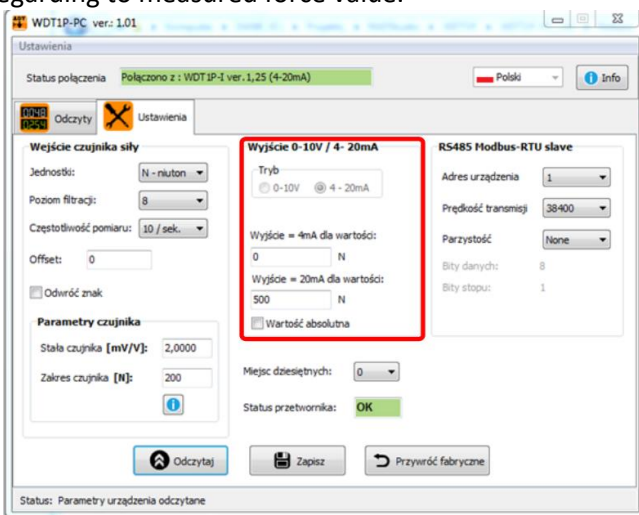 regarding to measured force value.
WDT1P-PC ver.: 1.01
Ustawienia
Status połączenia Połączono z : WDT1P-I ver.1,25 (4-20mA) Polski Info
Odczyty Ustawienia
Wejście czujnika siły
Jednostki: N - niuton
Poziom filtracji: 8
Częstotliwość pomiaru: 10 / sek.
Offset: 0
Odwróć znak
Parametry czujnika
Stała czujnika [mV/V]: 2,0000
Zakres czujnika [N]: 200
Wyjście 0-10V / 4- 20mA
Tryb
0-10V 4 - 20mA
Wyjście = 4mA dla wartości:
0 N
Wyjście = 20mA dla wartości:
500 N
Wartość absolutna
Miejsc dziesiętnych: 0
Status przetwornika: OK
RS485 Modbus-RTU slave
Adres urządzenia 1
Prędkość transmisji 38400
Parzystość None
Bity danych: 8
Bity stopu: 1
Odczytaj Zapisz Przywróć fabryczne
Status: Parametry urządzenia odczytane